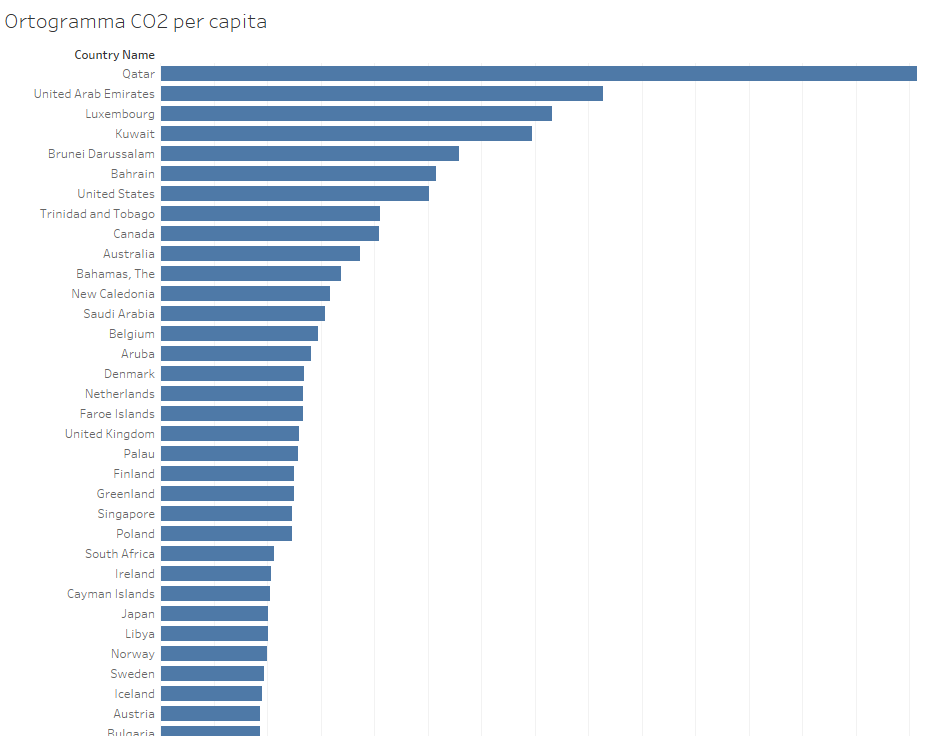 Ortogramma CO2 per capita
Country Name
Qatar
United Arab Emirates
Luxembourg
Kuwait
Brunei Darussalam
Bahrain
United States
Trinidad and Tobago
Canada
Australia
Bahamas, The
New Caledonia
Saudi Arabia
Belgium
Aruba
Denmark
Netherlands
Faroe Islands
United Kingdom
Palau
Finland
Greenland
Singapore
Poland
South Africa
Ireland
Cayman Islands
Japan
Libya
Norway
Sweden
Iceland
Austria
Bulgaria